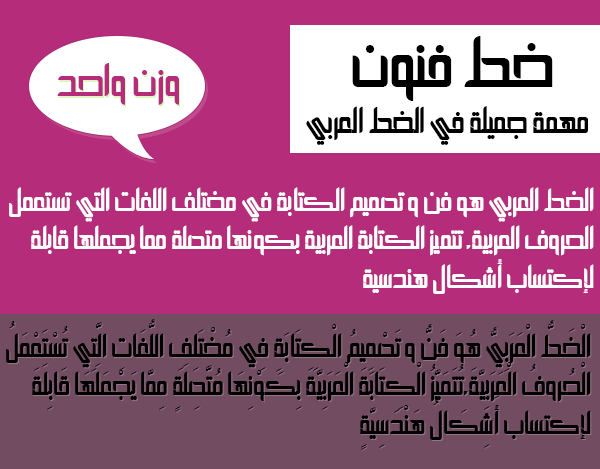 خط فنون
مهمة جميلة في الخط العربي
وزن واحد
الخط العربي هو فن و تصميم الكتابة في مختلف اللغات التي تستعمل
الحروف العربية. تتميز الكتابة العربية بكونها متصلة مما يجعلها قابلة
لإكتساب أشكال هندسية
الْخَطُّ الْعَرَبِيُّ هُوَ فَنٌّ و تَصْمِيمُ الْكِتَابَةِ في مُخْتَلَفِ اللُّغَاتِ الَّتِي تُسْتَعْمَلُ
الْحُرُوفُ الْعَرَبِيَّةَ. تَتَمَيَّزُ الْكِتَابَةَ الْعَرَبِيَّةَ بِكَوْنِهَا مُتَّصِلَةٍ مِمَّا يَجْعَلَهَا قَابِلَةَ
لإكتساب أَشِكَال هَنْدَسِيَّةٍ